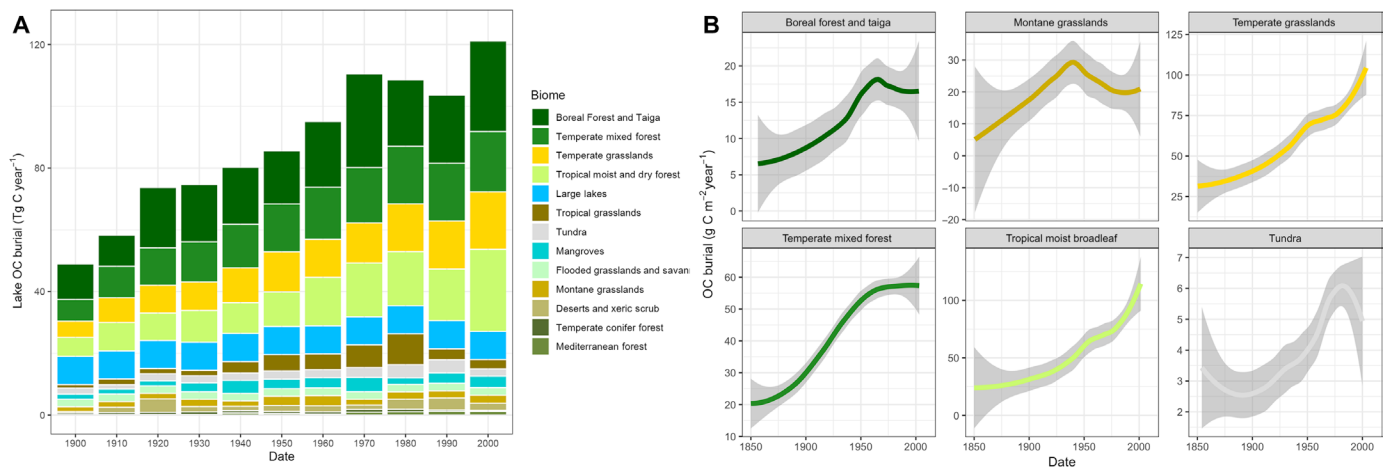 A
Lake OC burial (Tg C year⁻¹)
120
80
40
0
1900 1910 1920 1930 1940 1950 1960 1970 1980 1990 2000
Date
Biome
Boreal Forest and Taiga
Temperate mixed forest
Temperate grasslands
Tropical moist and dry forest
Large lakes
Tropical grasslands
Tundra
Mangroves
Flooded grasslands and savan
Montane grasslands
Deserts and xeric scrub
Temperate conifer forest
Mediterranean forest
B
OC burial (g C m⁻² year⁻¹)
Boreal forest and taiga
20
15
10
5
0
Montane grasslands
30
20
10
0
−10
−20
Temperate grasslands
125
100
75
50
25
Temperate mixed forest
60
50
40
30
20
10
1850 1900 1950 2000
Tropical moist broadleaf
100
50
0
1850 1900 1950 2000
Tundra
7
6
5
4
3
2
1850 1900 1950 2000
Date